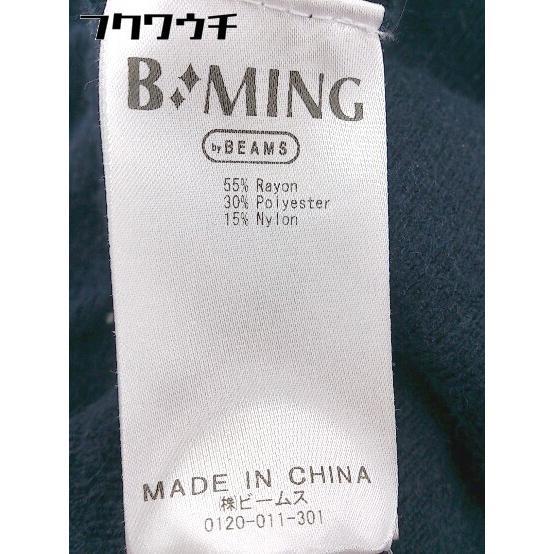 フクワウチ
B MING
by BEAMS
55% Rayon
30% Polyester
15% Nylon
MADE IN CHINA
㈱ビームス
0120-011-301